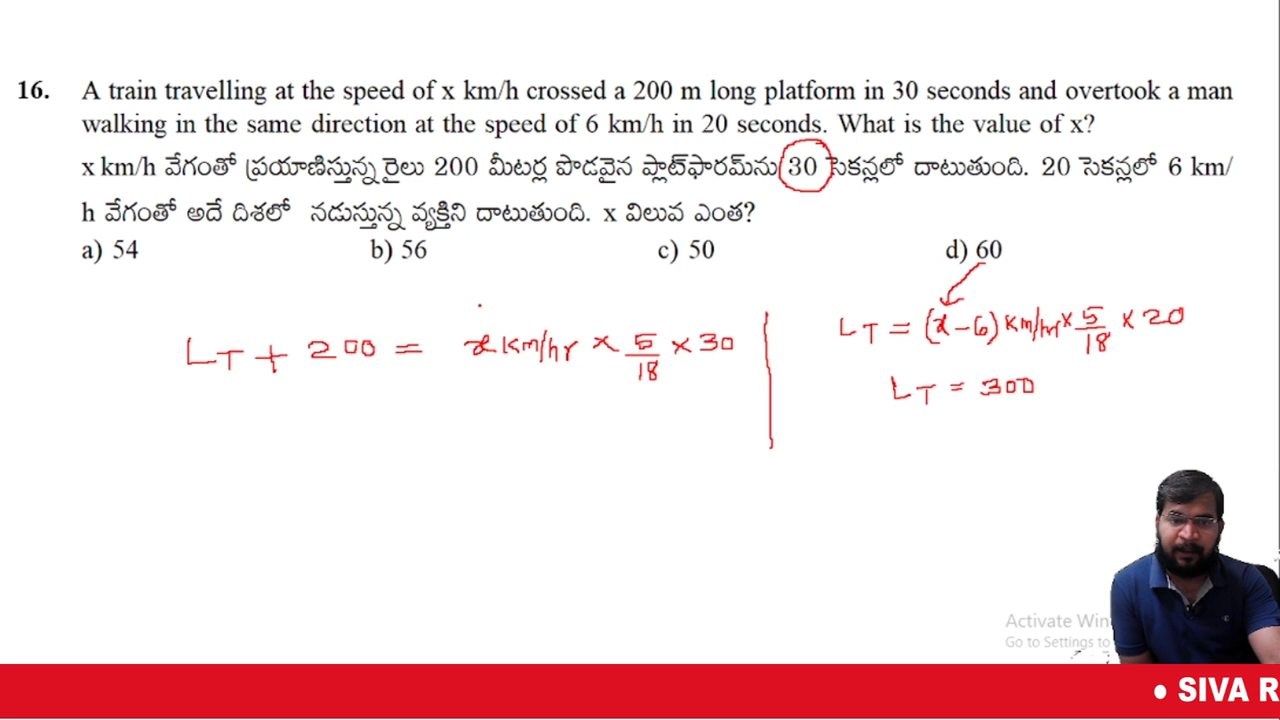 16. A train travelling at the speed of x km/h crossed a 200 m long platform in 30 seconds and overtook a man
walking in the same direction at the speed of 6 km/h in 20 seconds. What is the value of x?
x km/h వేగంతో ప్రయాణిస్తున్న రైలు 200 మీటర్ల పొడవైన ప్లాట్‌ఫారమ్‌ను 30 సెకన్లలో దాటుతుంది. 20 సెకన్లలో 6 km/
h వేగంతో అదే దిశలో నడుస్తున్న వ్యక్తిని దాటుతుంది. x విలువ ఎంత?
a) 54 b) 56 c) 50 d) 60
LT + 200 = x km/hr × 5/18 × 30
LT = (x - 6) km/hr × 5/18 × 20
LT = 300
Activate Win
Go to Settings to
• SIVA R